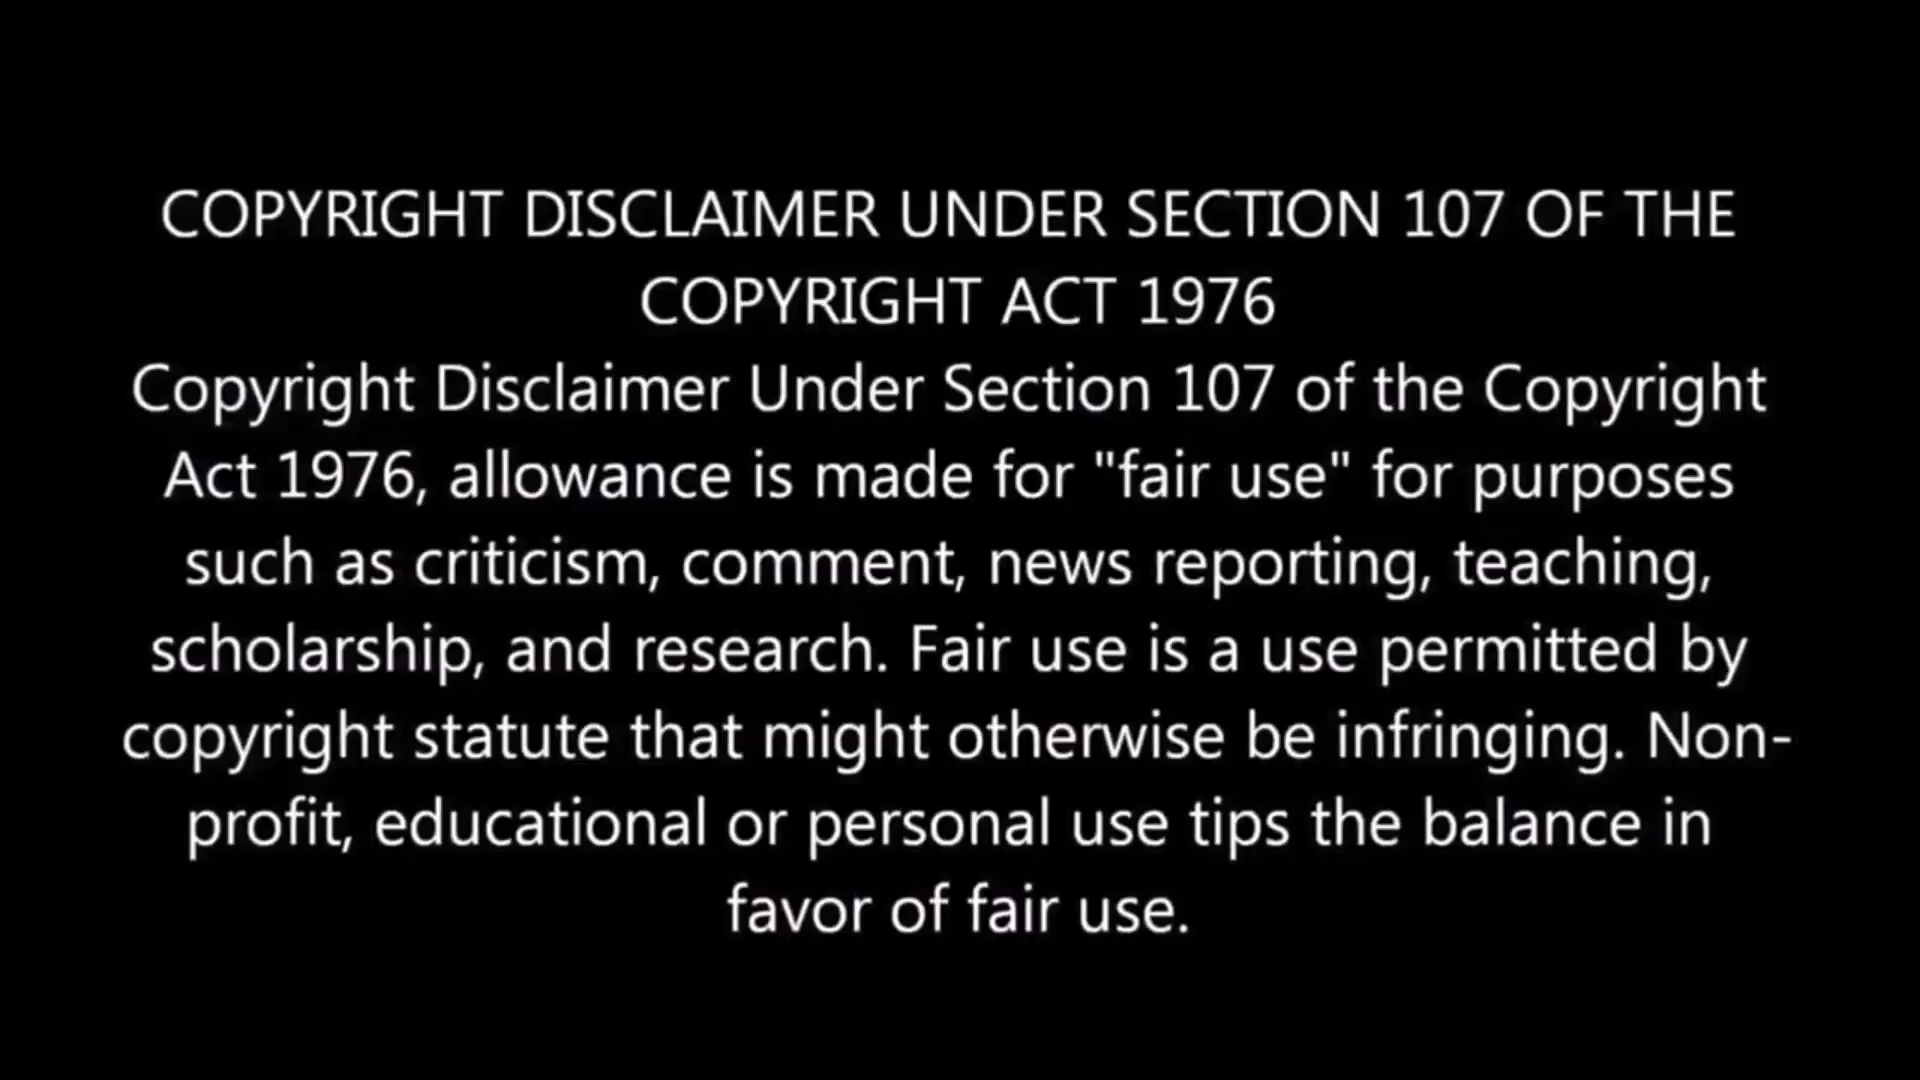 COPYRIGHT DISCLAIMER UNDER SECTION 107 OF THE
COPYRIGHT ACT 1976
Copyright Disclaimer Under Section 107 of the Copyright
Act 1976, allowance is made for "fair use" for purposes
such as criticism, comment, news reporting, teaching,
scholarship, and research. Fair use is a use permitted by
copyright statute that might otherwise be infringing. Non-
profit, educational or personal use tips the balance in
favor of fair use.